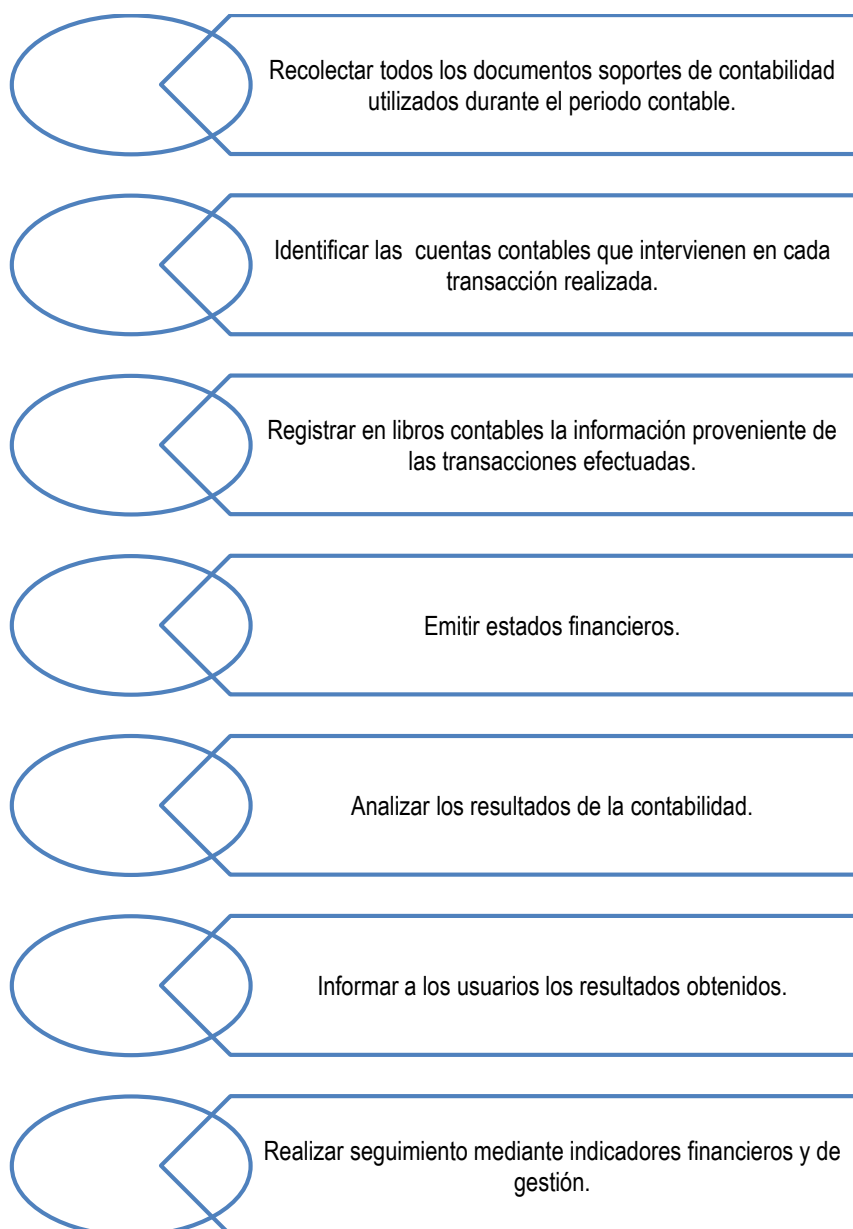 Recolectar todos los documentos soportes de contabilidad
utilizados durante el periodo contable.
Identificar las  cuentas contables que intervienen en cada
transacción realizada.
Registrar en libros contables la información proveniente de
las transacciones efectuadas.
Emitir estados financieros.
Analizar los resultados de la contabilidad.
Informar a los usuarios los resultados obtenidos.
Realizar seguimiento mediante indicadores financieros y de
gestión.